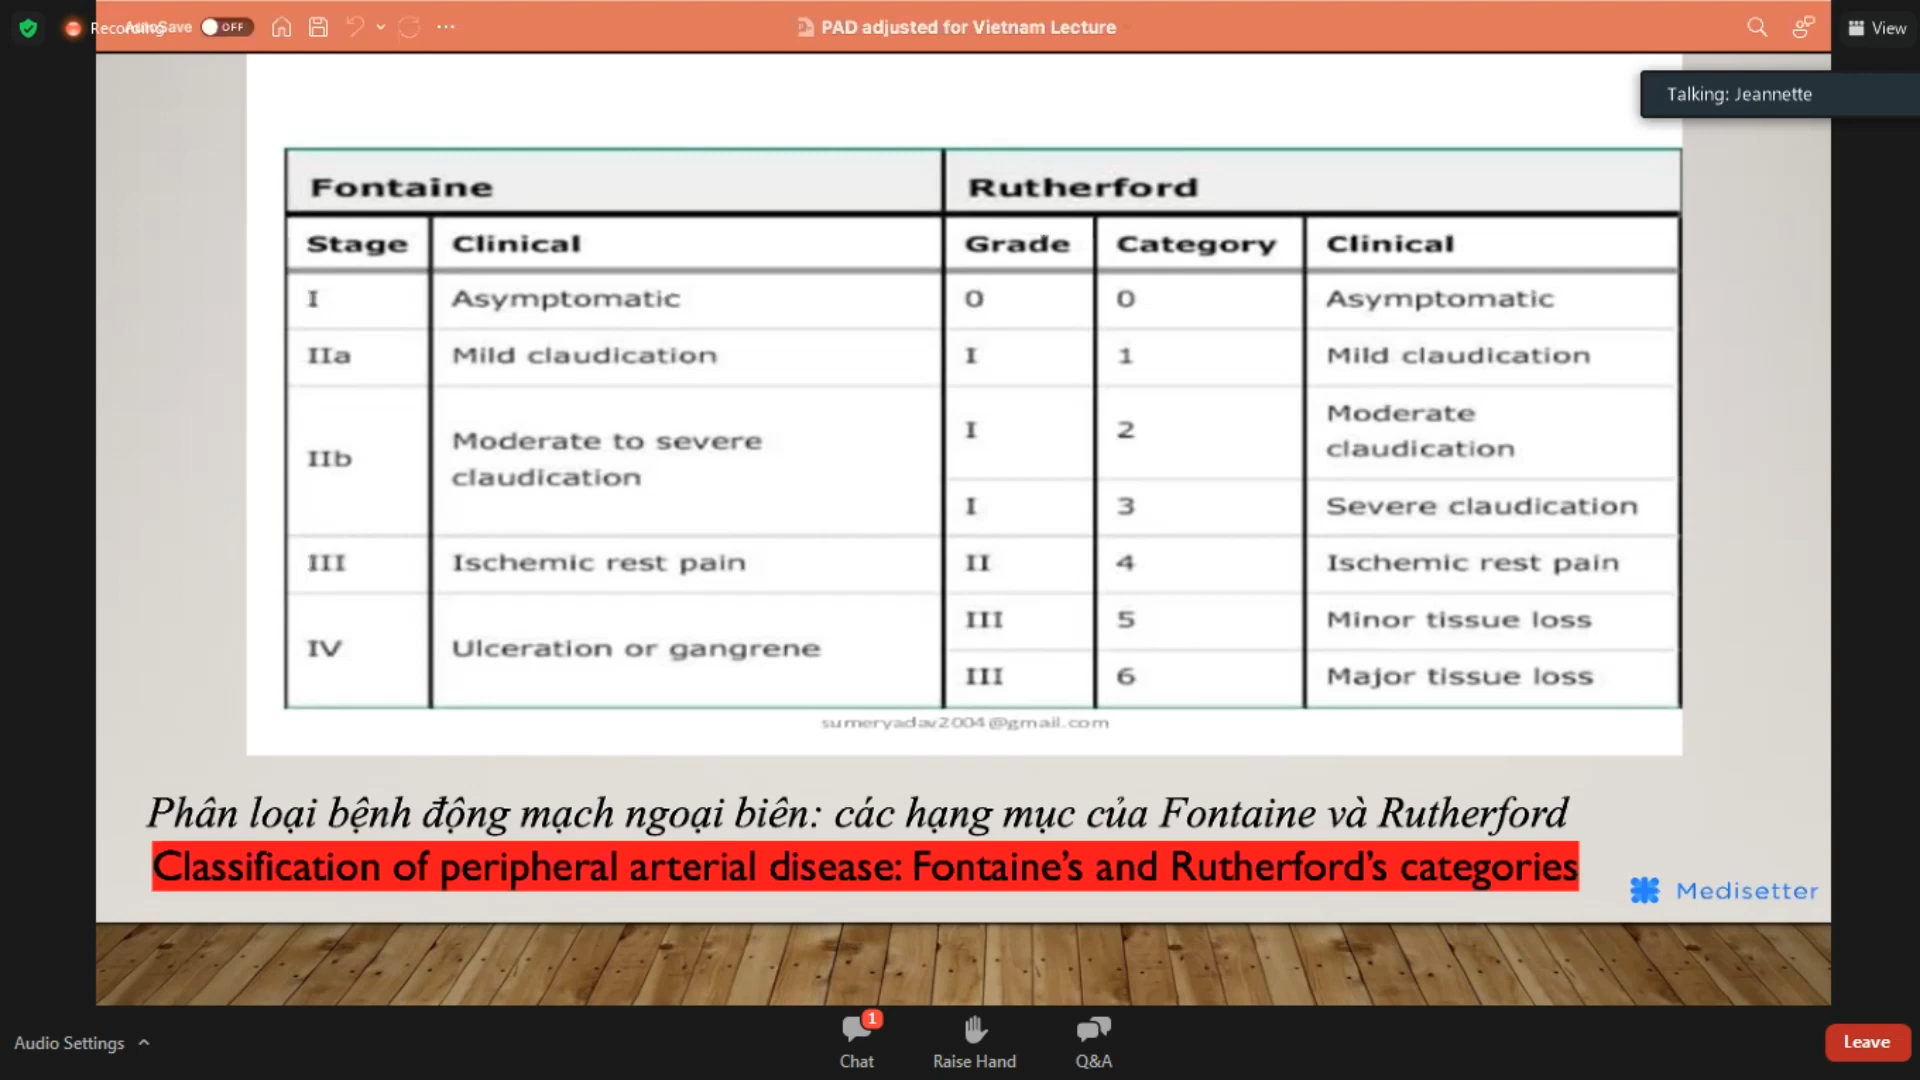 Recording
AutoSave OFF
PAD adjusted for Vietnam Lecture
View
Talking: Jeannette
Fontaine Rutherford
Stage Clinical Grade Category Clinical
I Asymptomatic 0 0 Asymptomatic
IIa Mild claudication I 1 Mild claudication
IIb Moderate to severe claudication I 2 Moderate claudication
I 3 Severe claudication
III Ischemic rest pain II 4 Ischemic rest pain
IV Ulceration or gangrene III 5 Minor tissue loss
III 6 Major tissue loss
sumeryadav2004@gmail.com
Phân loại bệnh động mạch ngoại biên: các hạng mục của Fontaine và Rutherford
Classification of peripheral arterial disease: Fontaine’s and Rutherford’s categories
Medisetter
Audio Settings
1
Chat
Raise Hand
Q&A
Leave